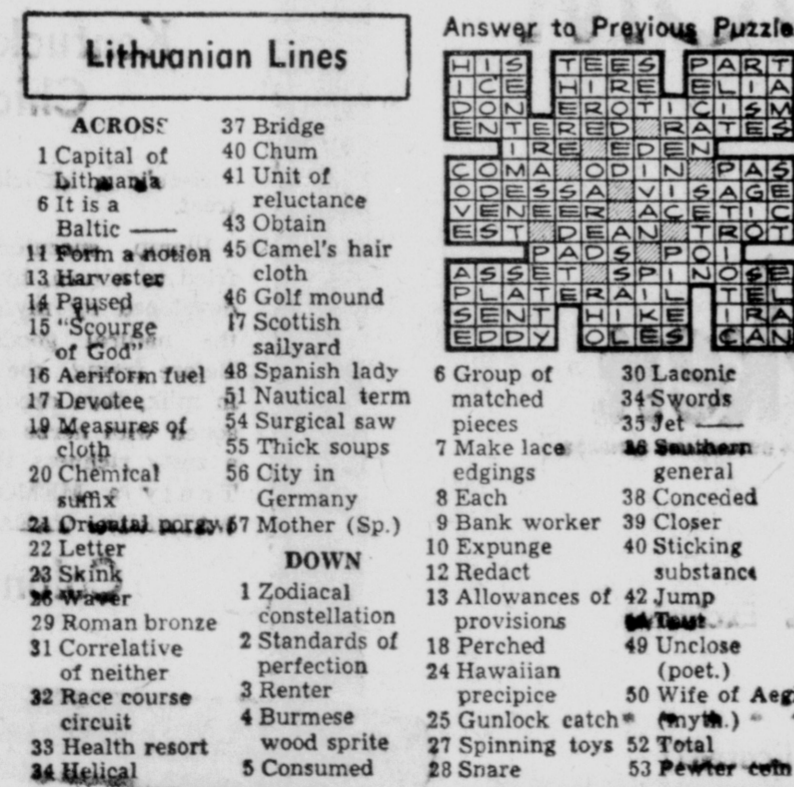 Lithuanian Lines
ACROSS
1 Capital of
Lithuania
6 It is a
Baltic ——
11 Form a notion
13 Harvester
14 Paused
15 "Scourge
of God"
16 Aeriform fuel
17 Devotee
19 Measures of
cloth
20 Chemical
suffix
21 Oriental porgy
22 Letter
23 Skink
26 Waver
29 Roman bronze
31 Correlative
of neither
32 Race course
circuit
33 Health resort
34 Helical
37 Bridge
40 Chum
41 Unit of
reluctance
43 Obtain
45 Camel's hair
cloth
46 Golf mound
17 Scottish
sailyard
48 Spanish lady
51 Nautical term
54 Surgical saw
55 Thick soups
56 City in
Germany
57 Mother (Sp.)
DOWN
1 Zodiacal
constellation
2 Standards of
perfection
3 Renter
4 Burmese
wood sprite
5 Consumed
Answer to Previous Puzzle
HIS TEES PART
ICE HIRE ELIA
DON EROTICISM
ENTERED RATES
IRE EDEN
COMA ODIN PAS
ODESSA VISAGE
VENEER ACETIC
EST DEAN TROT
PADS POI
ASSET SPINOSE
PLATERAIL TEL
SENT HIKE IRA
EDDY OLES CAN
6 Group of
matched
pieces
7 Make lace
edgings
8 Each
9 Bank worker
10 Expunge
12 Redact
13 Allowances of
provisions
18 Perched
24 Hawaiian
precipice
25 Gunlock catch
27 Spinning toys
28 Snare
30 Laconic
34 Swords
35 Jet ——
36 Southern
general
38 Conceded
39 Closer
40 Sticking
substance
42 Jump
44 Taut
49 Unclose
(poet.)
50 Wife of Aeg
(myth.)
52 Total
53 Pewter coin